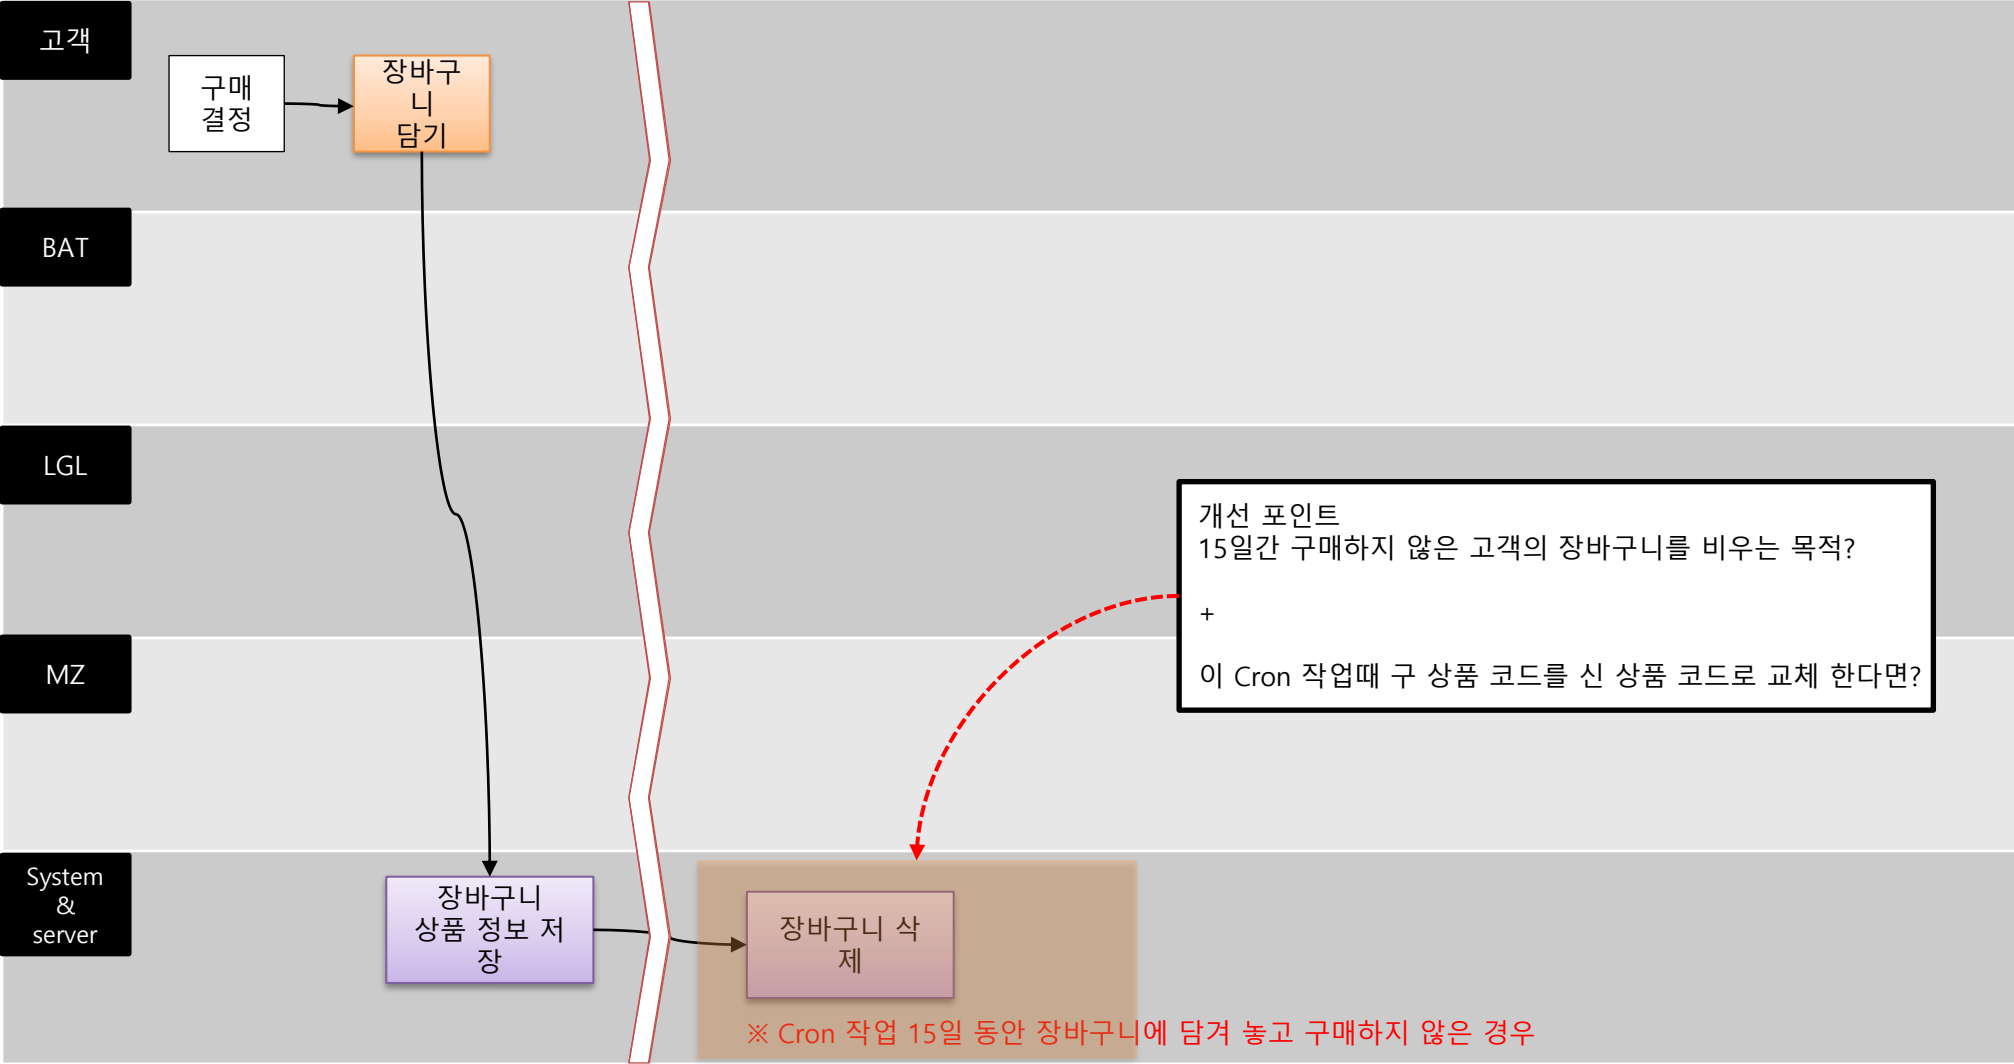 고객
구매
결정
장바구
니
담기
BAT
LGL
개선 포인트
15일간 구매하지 않은 고객의 장바구니를 비우는 목적?
+
이 Cron 작업때 구 상품 코드를 신 상품 코드로 교체 한다면?
MZ
System
&
server
장바구니
상품 정보 저
장
장바구니 삭
제
※ Cron 작업 15일 동안 장바구니에 담겨 놓고 구매하지 않은 경우